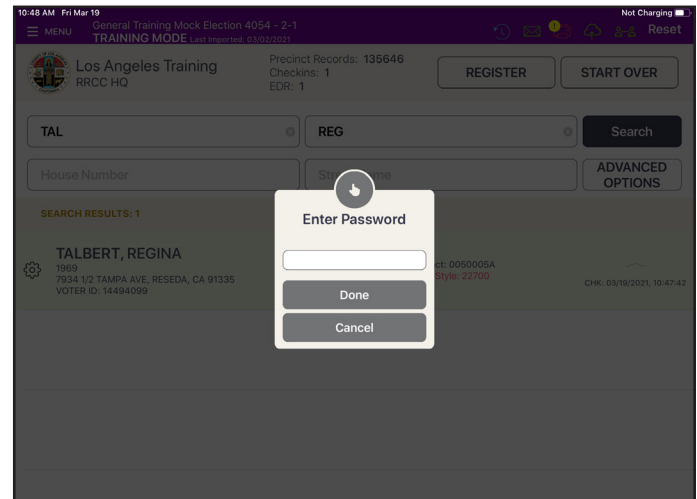 10:48 AM Fri Mar 19
Not Charging
MENU
General Training Mock Election 4054 - 2-1
TRAINING MODE Last Imported: 03/02/2021
Reset
Los Angeles Training
RRCC HQ
Precinct Records: 135646
Checkins: 1
EDR: 1
REGISTER
START OVER
TAL
REG
Search
House Number
ADVANCED
OPTIONS
SEARCH RESULTS: 1
Enter Password
TALBERT, REGINA
1969
7934 1/2 TAMPA AVE, RESEDA, CA 91335
VOTER ID: 14494099
ct: 0050005A
Style: 22700
CHK: 03/19/2021, 10:47:42
Done
Cancel